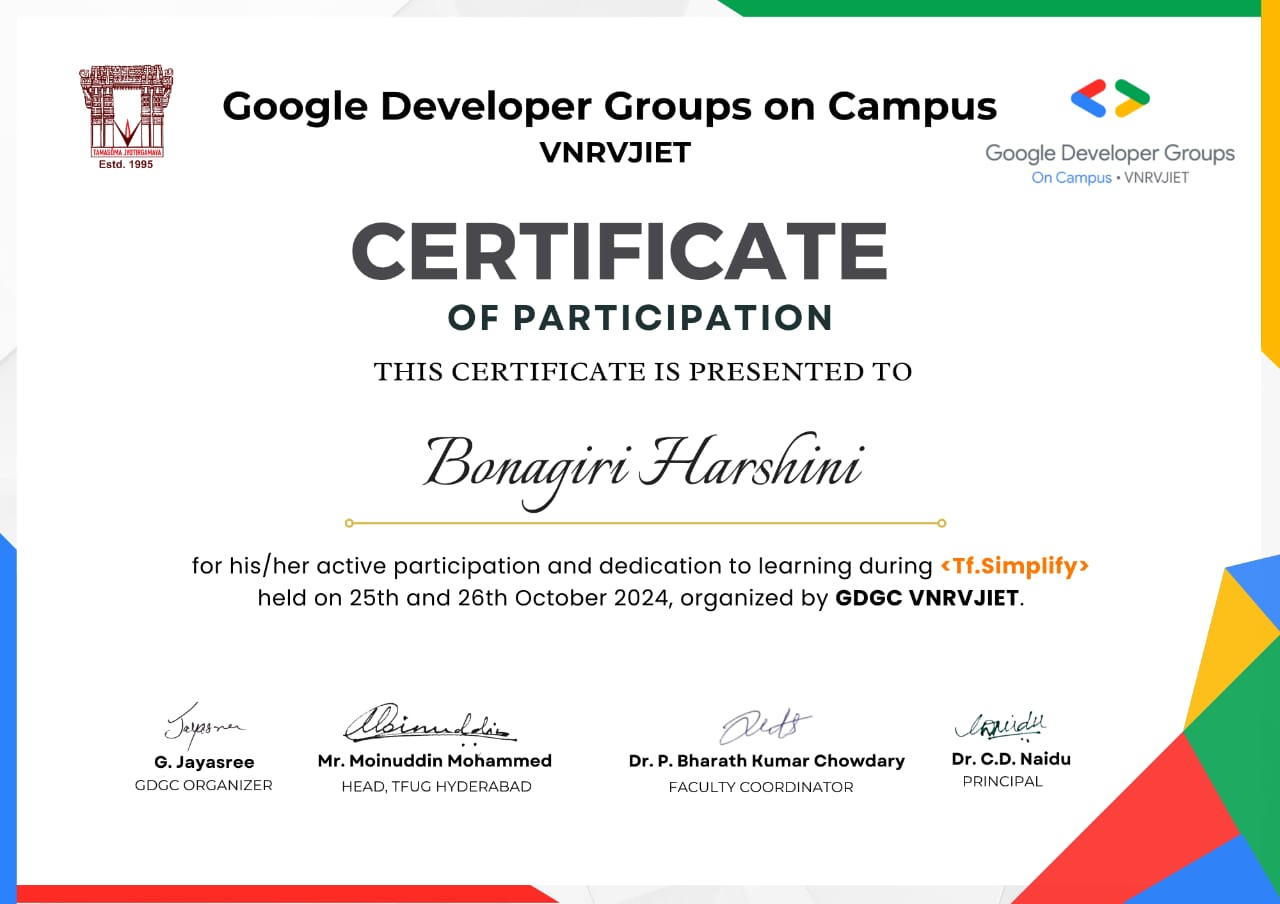 Google Developer Groups on Campus
VNRVJIET
TAMASOMA JYOTIRGAMAYA
Estd. 1995
Google Developer Groups
On Campus • VNRVJIET
CERTIFICATE
OF PARTICIPATION
THIS CERTIFICATE IS PRESENTED TO
Bonagiri Harshini
for his/her active participation and dedication to learning during <Tf.Simplify>
held on 25th and 26th October 2024, organized by GDGC VNRVJIET.
Jayasree
Moinuddin
G. Jayasree
GDGC ORGANIZER
Mr. Moinuddin Mohammed
HEAD, TFUG HYDERABAD
Dr. P. Bharath Kumar Chowdary
FACULTY COORDINATOR
Dr. C.D. Naidu
PRINCIPAL